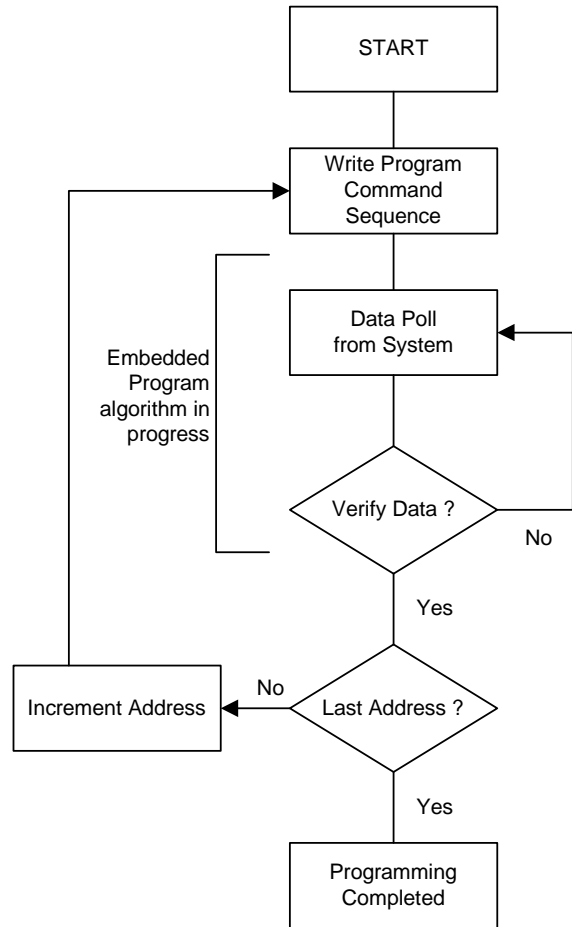 START
Write Program
Command
Sequence
Data Poll
from System
Embedded
Program
algorithm in
progress
Verify Data ?
No
Yes
No
Increment Address
Last Address ?
Yes
Programming
Completed